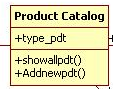 Product Catalog
+type_pdt
+showallpdt()
+Addnewpdt()